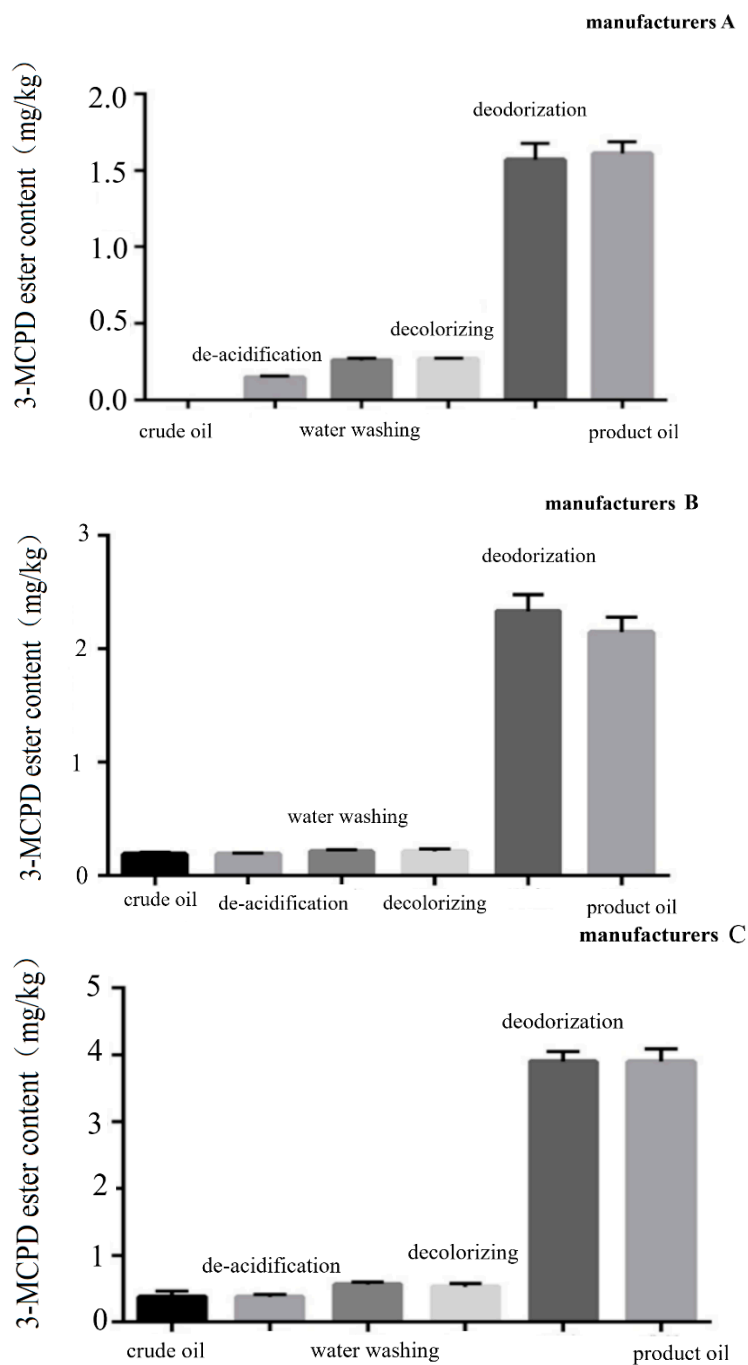 manufacturers A
3-MCPD ester content（mg/kg）
2.0
1.5
1.0
0.5
0.0
deodorization
decolorizing
de-acidification
crude oil
water washing
product oil
manufacturers B
3-MCPD ester content（mg/kg）
3
2
1
0
deodorization
water washing
crude oil
de-acidification
decolorizing
product oil
manufacturers C
3-MCPD ester content（mg/kg）
5
4
3
2
1
0
deodorization
decolorizing
de-acidification
crude oil
water washing
product oil